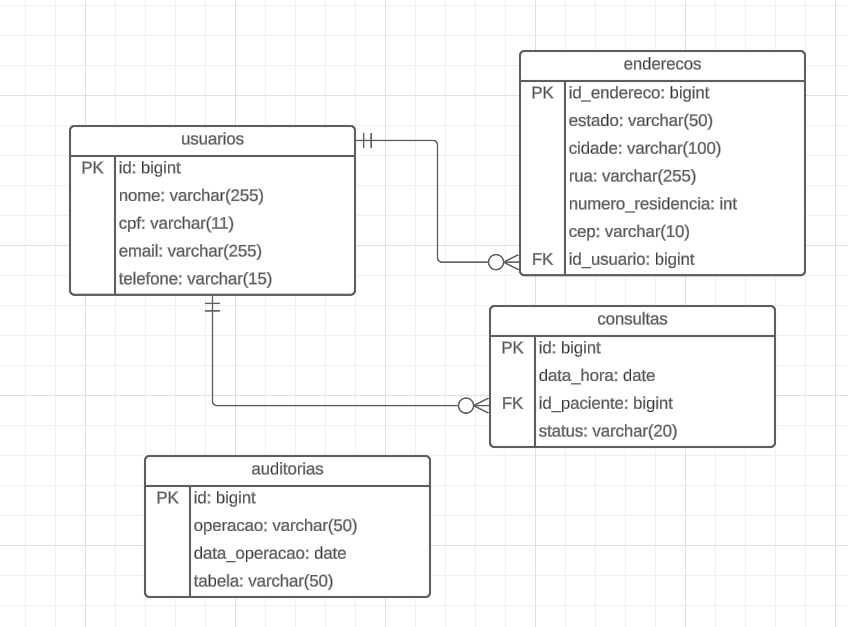 usuarios
PK id: bigint
nome: varchar(255)
cpf: varchar(11)
email: varchar(255)
telefone: varchar(15)
enderecos
PK id_endereco: bigint
estado: varchar(50)
cidade: varchar(100)
rua: varchar(255)
numero_residencia: int
cep: varchar(10)
FK id_usuario: bigint
consultas
PK id: bigint
data_hora: date
FK id_paciente: bigint
status: varchar(20)
auditorias
PK id: bigint
operacao: varchar(50)
data_operacao: date
tabela: varchar(50)